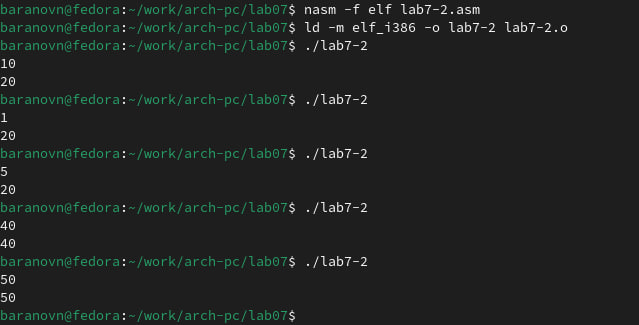 baranovn@fedora:~/work/arch-pc/lab07$ nasm -f elf lab7-2.asm
baranovn@fedora:~/work/arch-pc/lab07$ ld -m elf_i386 -o lab7-2 lab7-2.o
baranovn@fedora:~/work/arch-pc/lab07$ ./lab7-2
10
20
baranovn@fedora:~/work/arch-pc/lab07$ ./lab7-2
1
20
baranovn@fedora:~/work/arch-pc/lab07$ ./lab7-2
5
20
baranovn@fedora:~/work/arch-pc/lab07$ ./lab7-2
40
40
baranovn@fedora:~/work/arch-pc/lab07$ ./lab7-2
50
50
baranovn@fedora:~/work/arch-pc/lab07$